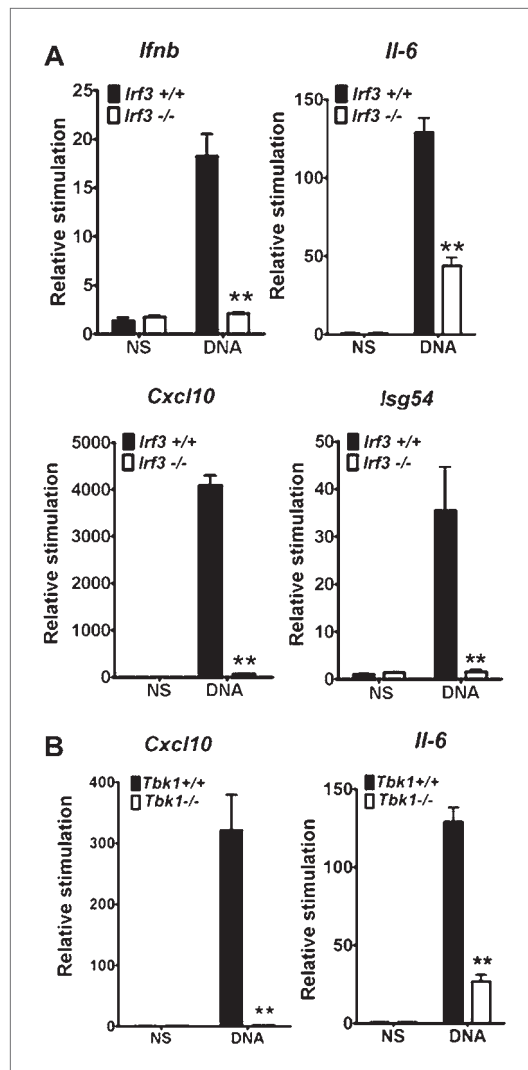 A
Ifnb
Il-6
Relative stimulation
25
20
15
10
5
0
Irf3 +/+
Irf3 -/-
**
NS
DNA
Relative stimulation
150
100
50
0
Irf3 +/+
Irf3 -/-
**
NS
DNA
Cxcl10
Isg54
Relative stimulation
5000
4000
3000
2000
1000
0
Irf3 +/+
Irf3 -/-
**
NS
DNA
Relative stimulation
50
40
30
20
10
0
Irf3 +/+
Irf3 -/-
**
NS
DNA
B
Cxcl10
Il-6
Relative stimulation
400
300
200
100
0
Tbk1+/+
Tbk1-/-
**
NS
DNA
Relative stimulation
150
100
50
0
Tbk1+/+
Tbk1-/-
**
NS
DNA